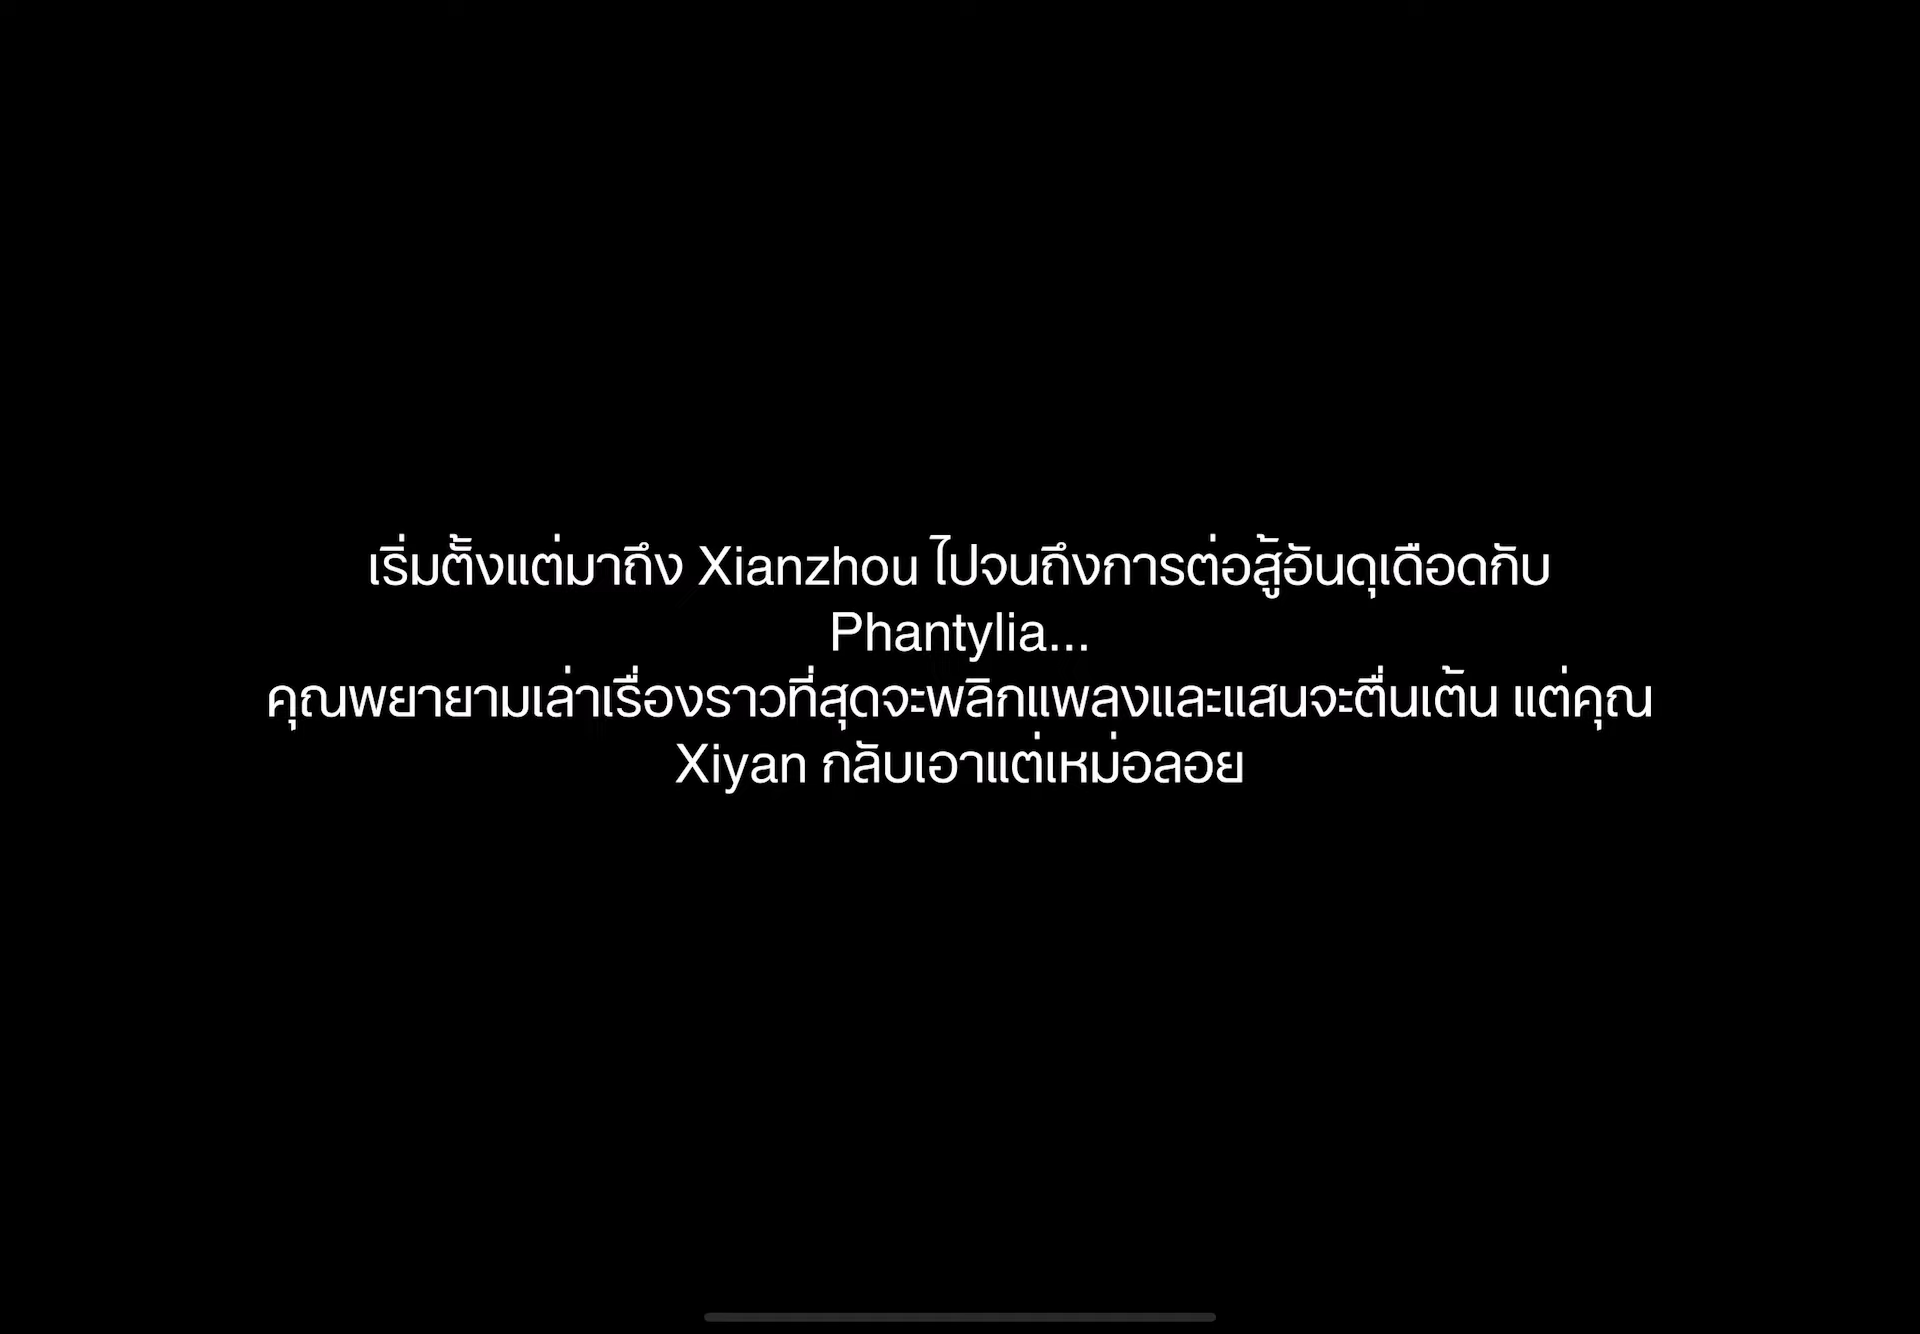 เริ่มตั้งแต่มาถึง Xianzhou ไปจนถึงการต่อสู้อันดุเดือดกับ
Phantylia...
คุณพยายามเล่าเรื่องราวที่สุดจะพลิกแพลงและแสนจะตื่นเต้น แต่คุณ
Xiyan กลับเอาแต่เหม่อลอย